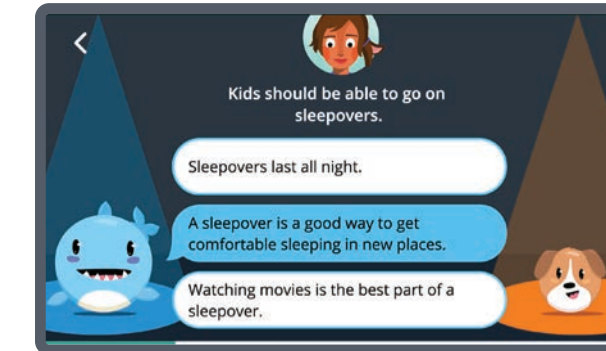 Kids should be able to go on
sleepovers.
Sleepovers last all night.
A sleepover is a good way to get
comfortable sleeping in new places.
Watching movies is the best part of a
sleepover.